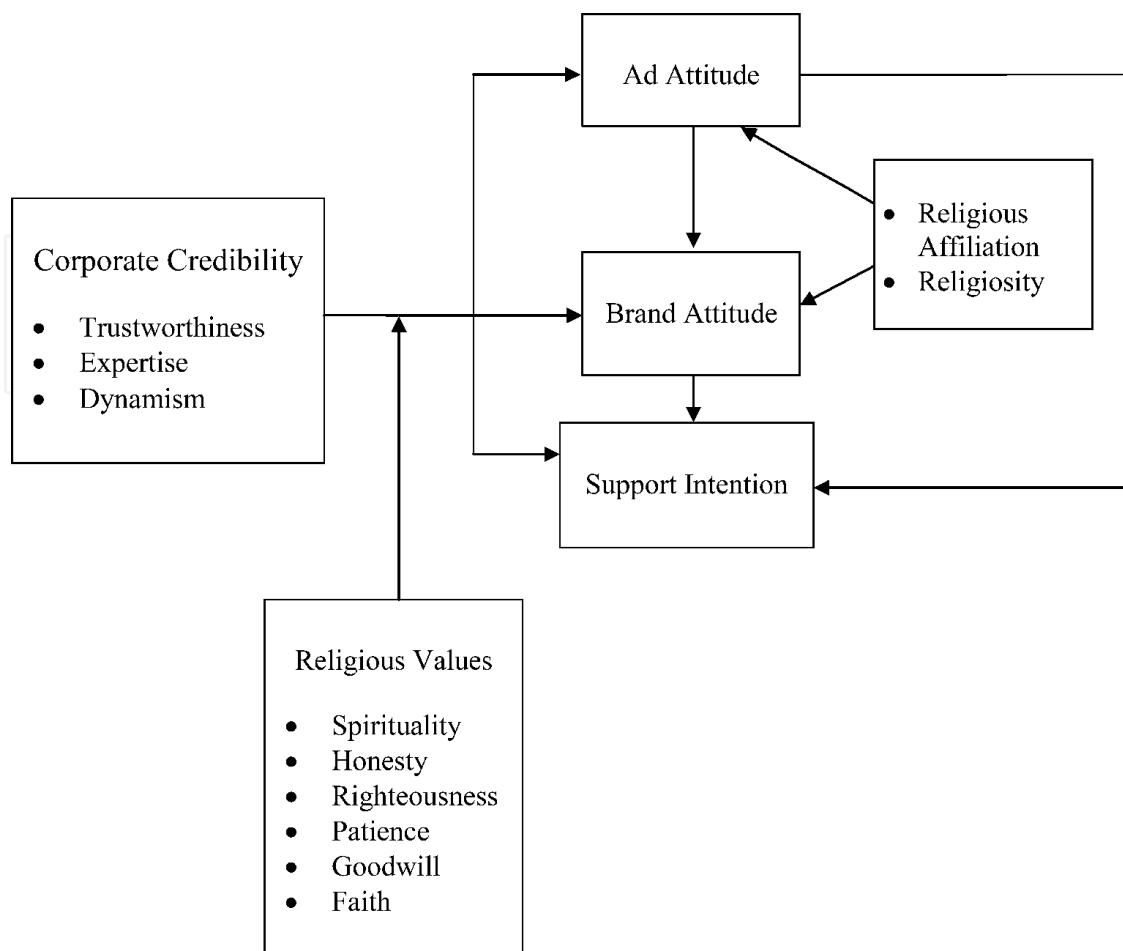 Ad Attitude
Religious
Affiliation
Religiosity
Corporate Credibility
Trustworthiness
Expertise
Dynamism
Brand Attitude
Support Intention
Religious Values
Spirituality
Honesty
Righteousness
Patience
Goodwill
Faith